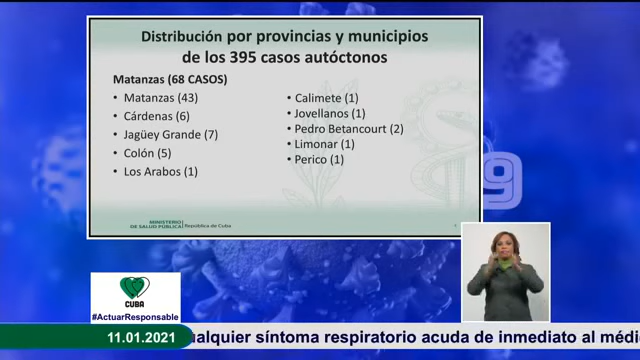 Distribución por provincias y municipios
de los 395 casos autóctonos
Matanzas (68 CASOS)
• Matanzas (43)
• Cárdenas (6)
• Jagüey Grande (7)
• Colón (5)
• Los Arabos (1)
• Calimete (1)
• Jovellanos (1)
• Pedro Betancourt (2)
• Limonar (1)
• Perico (1)
MINISTERIO
DE SALUD PÚBLICA
República de Cuba
9
CUBA
#ActuarResponsable
11.01.2021
ualquier síntoma respiratorio acuda de inmediato al médi